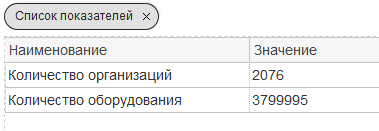 Список показателей
Наименование Значение
Количество организаций 2076
Количество оборудования 3799995